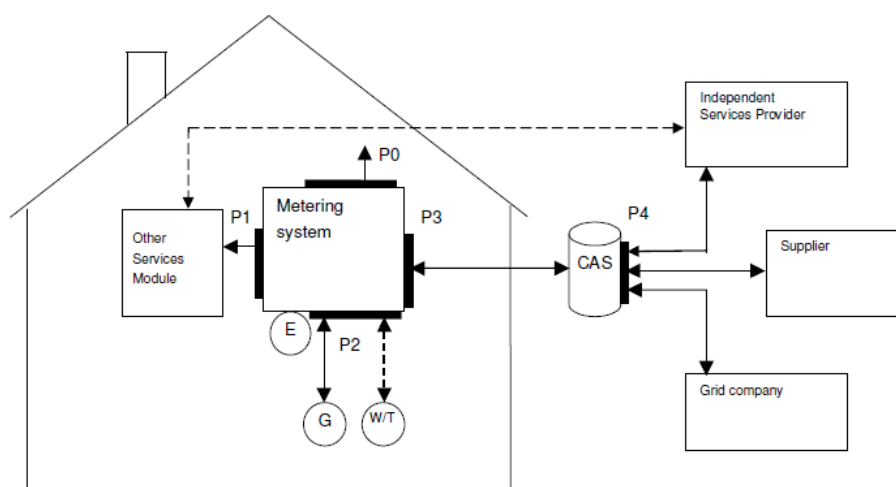 Independent
Services Provider
P0
P1
Metering
system
P3
P4
Other
Services
Module
CAS
Supplier
E
P2
G
W/T
Grid company